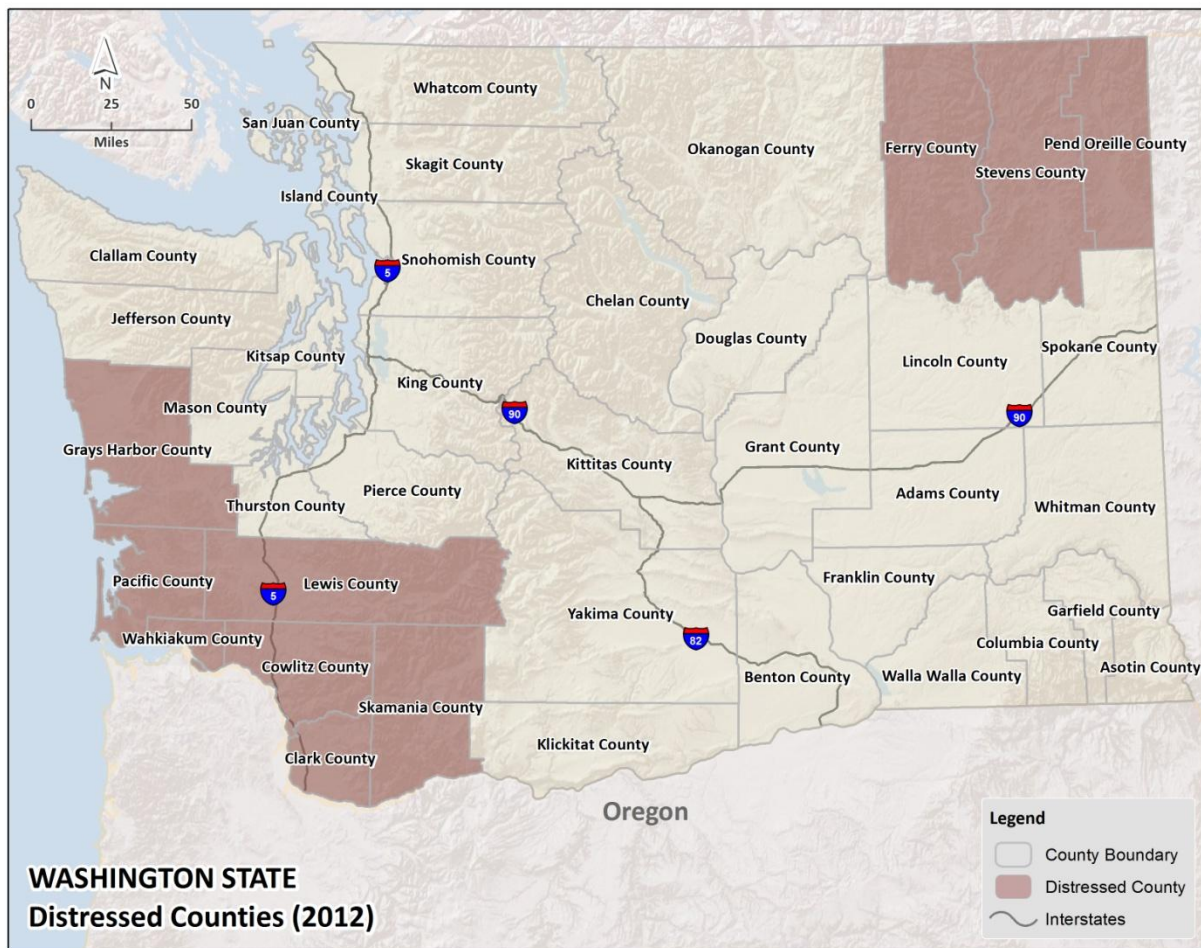 N
0 25 50
Miles
Whatcom County
San Juan County
Skagit County
Okanogan County
Ferry County
Pend Oreille County
Stevens County
Island County
Clallam County
Snohomish County
5
Chelan County
Jefferson County
Douglas County
Kitsap County
Lincoln County
Spokane County
King County
Mason County
90
90
Grays Harbor County
Grant County
Kittitas County
Pierce County
Adams County
Thurston County
Whitman County
Pacific County
Lewis County
5
Franklin County
Yakima County
Garfield County
82
Wahkiakum County
Columbia County
Cowlitz County
Asotin County
Benton County
Walla Walla County
Skamania County
Klickitat County
Clark County
Oregon
Legend
County Boundary
Distressed County
Interstates
WASHINGTON STATE
Distressed Counties (2012)